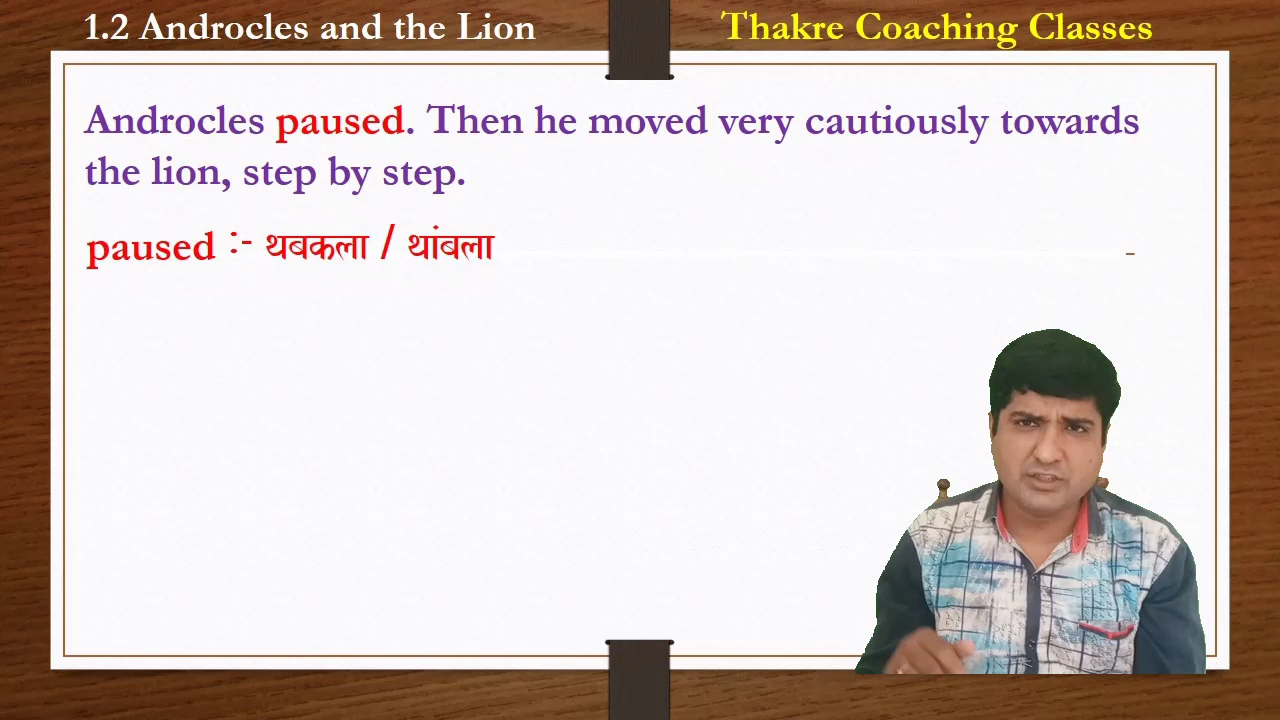 1.2 Androcles and the Lion
Thakre Coaching Classes
Androcles paused. Then he moved very cautiously towards
the lion, step by step.
paused :- थबकला / थांबला